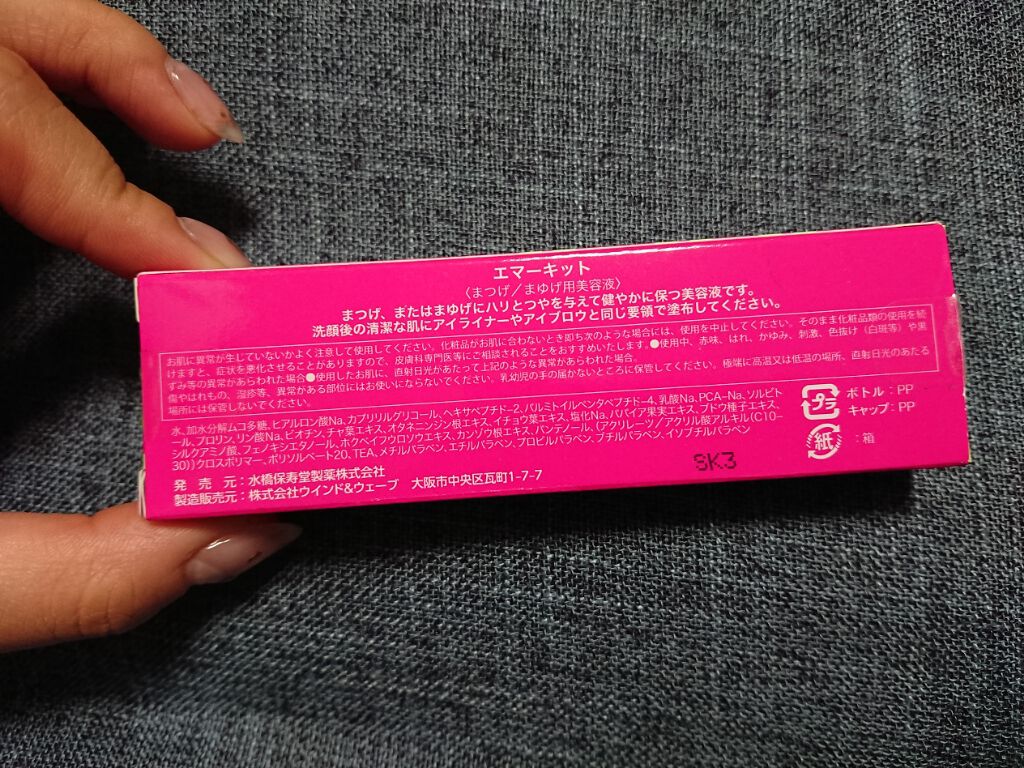 エマーキット
〈まつげ/まゆげ用美容液〉
まつげ、またはまゆげにハリとつやを与えて健やかに保つ美容液です。
洗顔後の清潔な肌にアイライナーやアイブロウと同じ要領で塗布してください。
お肌に異常が生じていないかよく注意して使用してください。化粧品がお肌に合わないとき即ち次のような場合には、使用を中止してください。そのまま化粧品類の使用を続
けますと、症状を悪化させることがありますので、皮膚科専門医等にご相談されることをおすすめいたします。●使用中、赤味、はれ、かゆみ、刺激、色抜け(白斑等)や黒
ずみ等の異常があらわれた場合●使用したお肌に、直射日光があたって上記のような異常があらわれた場合。
傷やはれもの、湿疹等、異常がある部位にはお使いにならないでください。乳幼児の手の届かないところに保管してください。極端に高温又は低温の場所、直射日光のあたる
場所には保管しないでください。
水、加水分解ムコ多糖、ヒアルロン酸Na、カプリリルグリコール、ヘキサペプチド-2、パルミトイルペンタペプチド-4、乳酸Na、PCA-Na、ソルビト
ール、プロリン、リン酸Na、ビオチン、チャ葉エキス、オタネニンジン根エキス、イチョウ葉エキス、塩化Na、パパイア果実エキス、ブドウ種子エキス、
シルクアミノ酸、フェノキシエタノール、ホクベイフウロソウエキス、カンゾウ根エキス、パンテノール、(アクリレーツ/アクリル酸アルキル(C10-
30))クロスポリマー、ポリソルベート20、TEA、メチルパラベン、エチルパラベン、プロピルパラベン、ブチルパラベン、イソブチルパラベン
発 売 元:水橋保寿堂製薬株式会社
製造販売元:株式会社ウインド&ウェーブ 大阪市中央区瓦町1-7-7
プラ ボトル:PP
キャップ:PP
紙 :箱
SK3